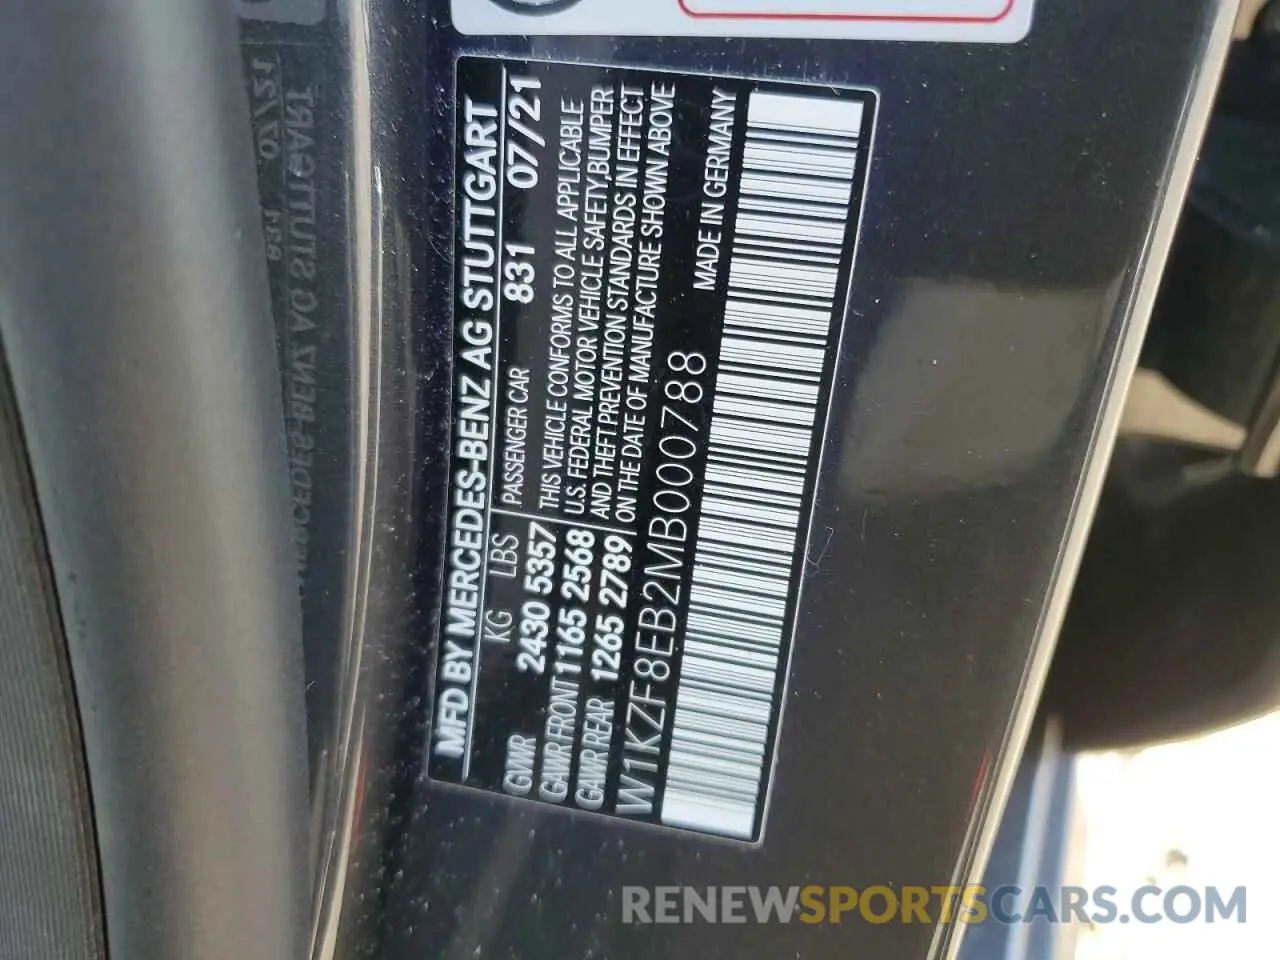 MFD BY MERCEDES-BENZ AG STUTTGART
KG LBS PASSENGER CAR 831 07/21
GVWR 2430 5357 THIS VEHICLE CONFORMS TO ALL APPLICABLE
GAWR FRONT 1165 2568 U.S. FEDERAL MOTOR VEHICLE SAFETY, BUMPER
GAWR REAR 1265 2789 AND THEFT PREVENTION STANDARDS IN EFFECT
ON THE DATE OF MANUFACTURE SHOWN ABOVE
W1KZF8EB2MB000788 MADE IN GERMANY
RENEWSPORTSCARS.COM